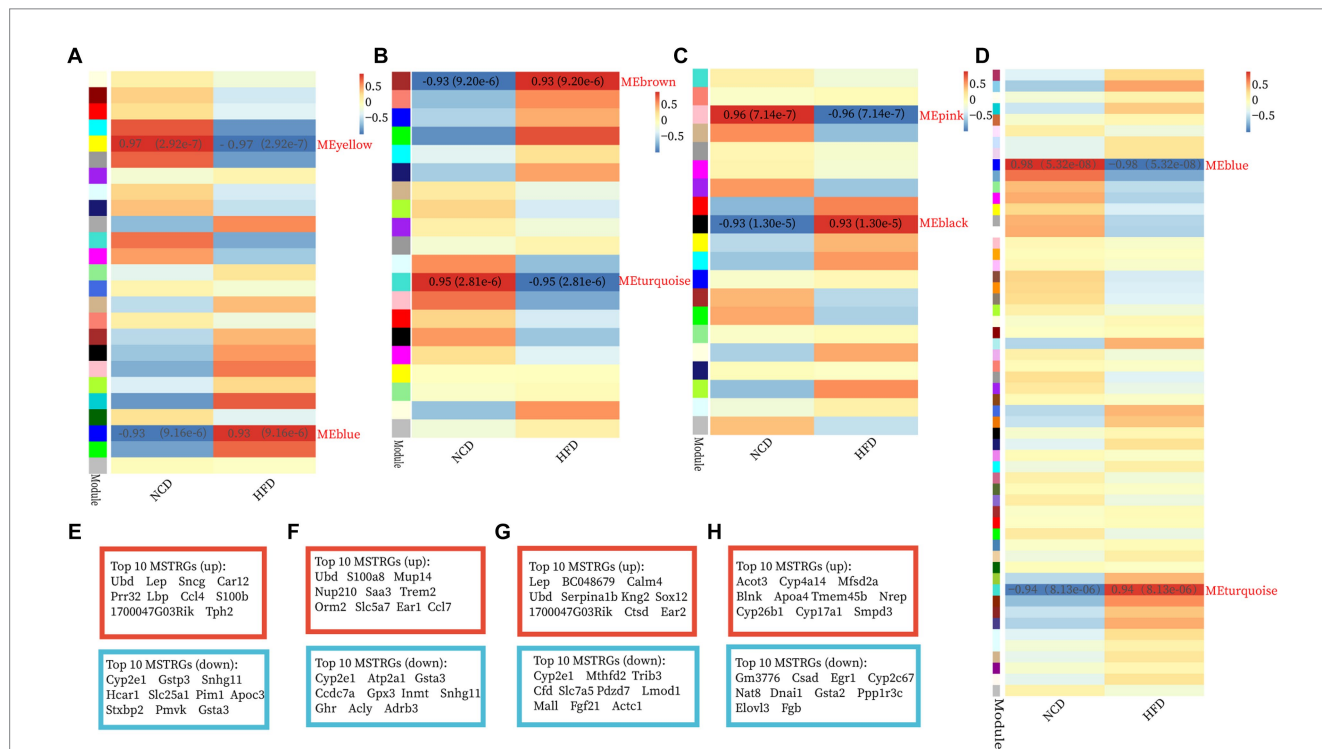 A
0.5
0
−0.5
0.97 (2.92e-7)
- 0.97 (2.92e-7)
MEyellow
-0.93 (9.16e-6)
0.93 (9.16e-6)
MEblue
Module
NCD
HFD
B
-0.93 (9.20e-6)
0.93 (9.20e-6)
MEbrown
0.5
0
−0.5
0.95 (2.81e-6)
-0.95 (2.81e-6)
MEturquoise
Module
NCD
HFD
C
0.5
0
−0.5
0.96 (7.14e-7)
-0.96 (7.14e-7)
MEpink
-0.93 (1.30e-5)
0.93 (1.30e-5)
MEblack
Module
NCD
HFD
D
0.5
0
−0.5
0.98 (5.32e-08)
−0.98 (5.32e-08)
MEblue
−0.94 (8.13e-06)
0.94 (8.13e-06)
MEturquoise
Module
NCD
HFD
E
Top 10 MSTRGs (up):
Ubd Lep Sncg Car12
Prr32 Lbp Ccl4 S100b
1700047G03Rik Tph2
Top 10 MSTRGs (down):
Cyp2e1 Gstp3 Snhg11
Hcar1 Slc25a1 Pim1 Apoc3
Stxbp2 Pmvk Gsta3
F
Top 10 MSTRGs (up):
Ubd S100a8 Mup14
Nup210 Saa3 Trem2
Orm2 Slc5a7 Ear1 Ccl7
Top 10 MSTRGs (down):
Cyp2e1 Atp2a1 Gsta3
Ccdc7a Gpx3 Inmt Snhg11
Ghr Acly Adrb3
G
Top 10 MSTRGs (up):
Lep BC048679 Calm4
Ubd Serpina1b Kng2 Sox12
1700047G03Rik Ctsd Ear2
Top 10 MSTRGs (down):
Cyp2e1 Mthfd2 Trib3
Cfd Slc7a5 Pdzd7 Lmod1
Mall Fgf21 Actc1
H
Top 10 MSTRGs (up):
Acot3 Cyp4a14 Mfsd2a
Blnk Apoa4 Tmem45b Nrep
Cyp26b1 Cyp17a1 Smpd3
Top 10 MSTRGs (down):
Gm3776 Csad Egr1 Cyp2c67
Nat8 Dnai1 Gsta2 Ppp1r3c
Elovl3 Fgb